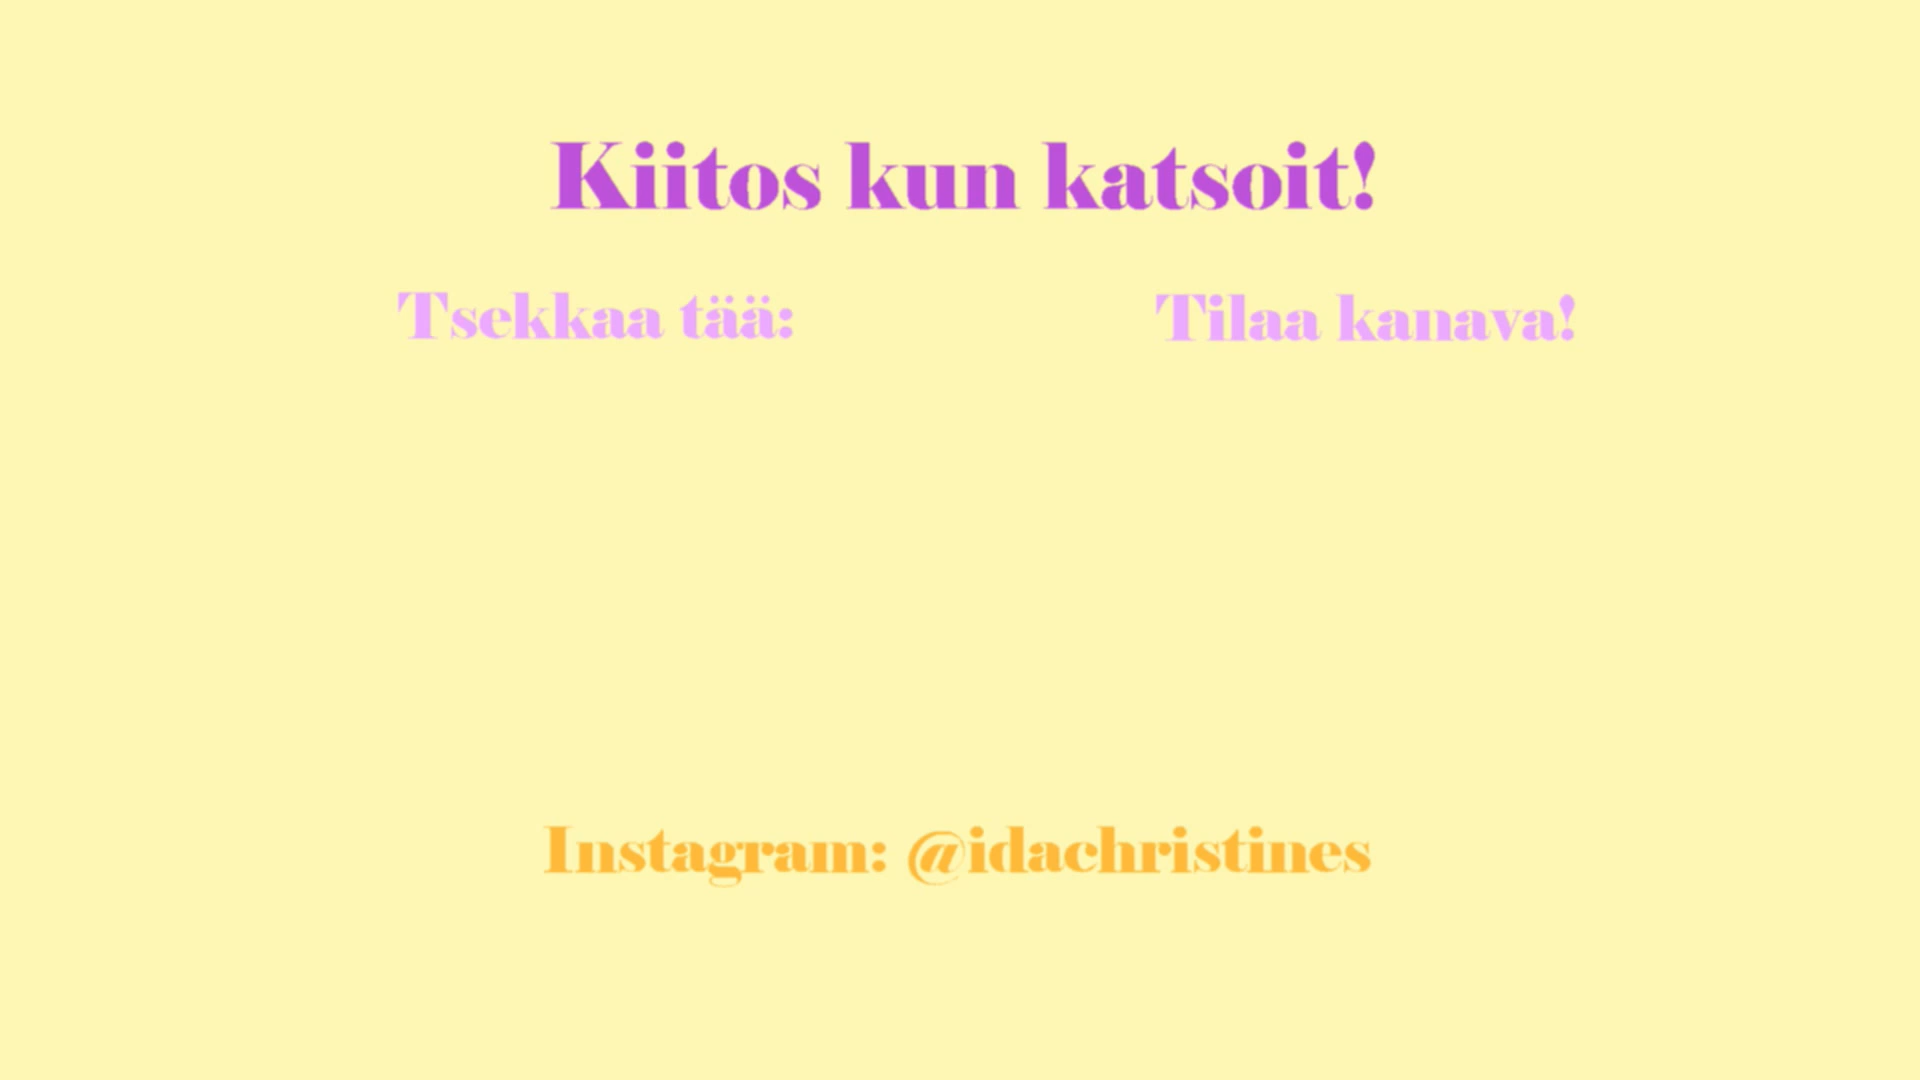 Kiitos kun katsoit!
Tsekkaa tää:
Tilaa kanava!
Instagram: @idachristines